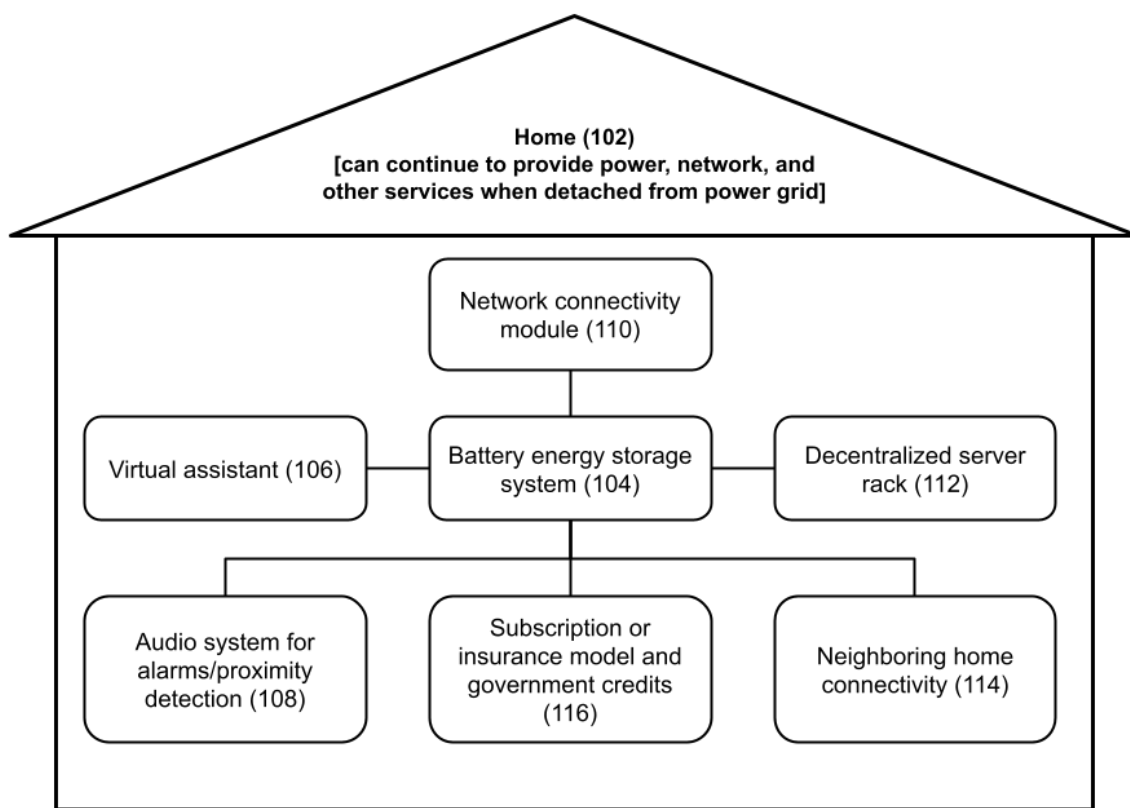 Home (102)
[can continue to provide power, network, and
other services when detached from power grid]
Network connectivity
module (110)
Virtual assistant (106)
Battery energy storage
system (104)
Decentralized server
rack (112)
Audio system for
alarms/proximity
detection (108)
Subscription or
insurance model and
government credits
(116)
Neighboring home
connectivity (114)